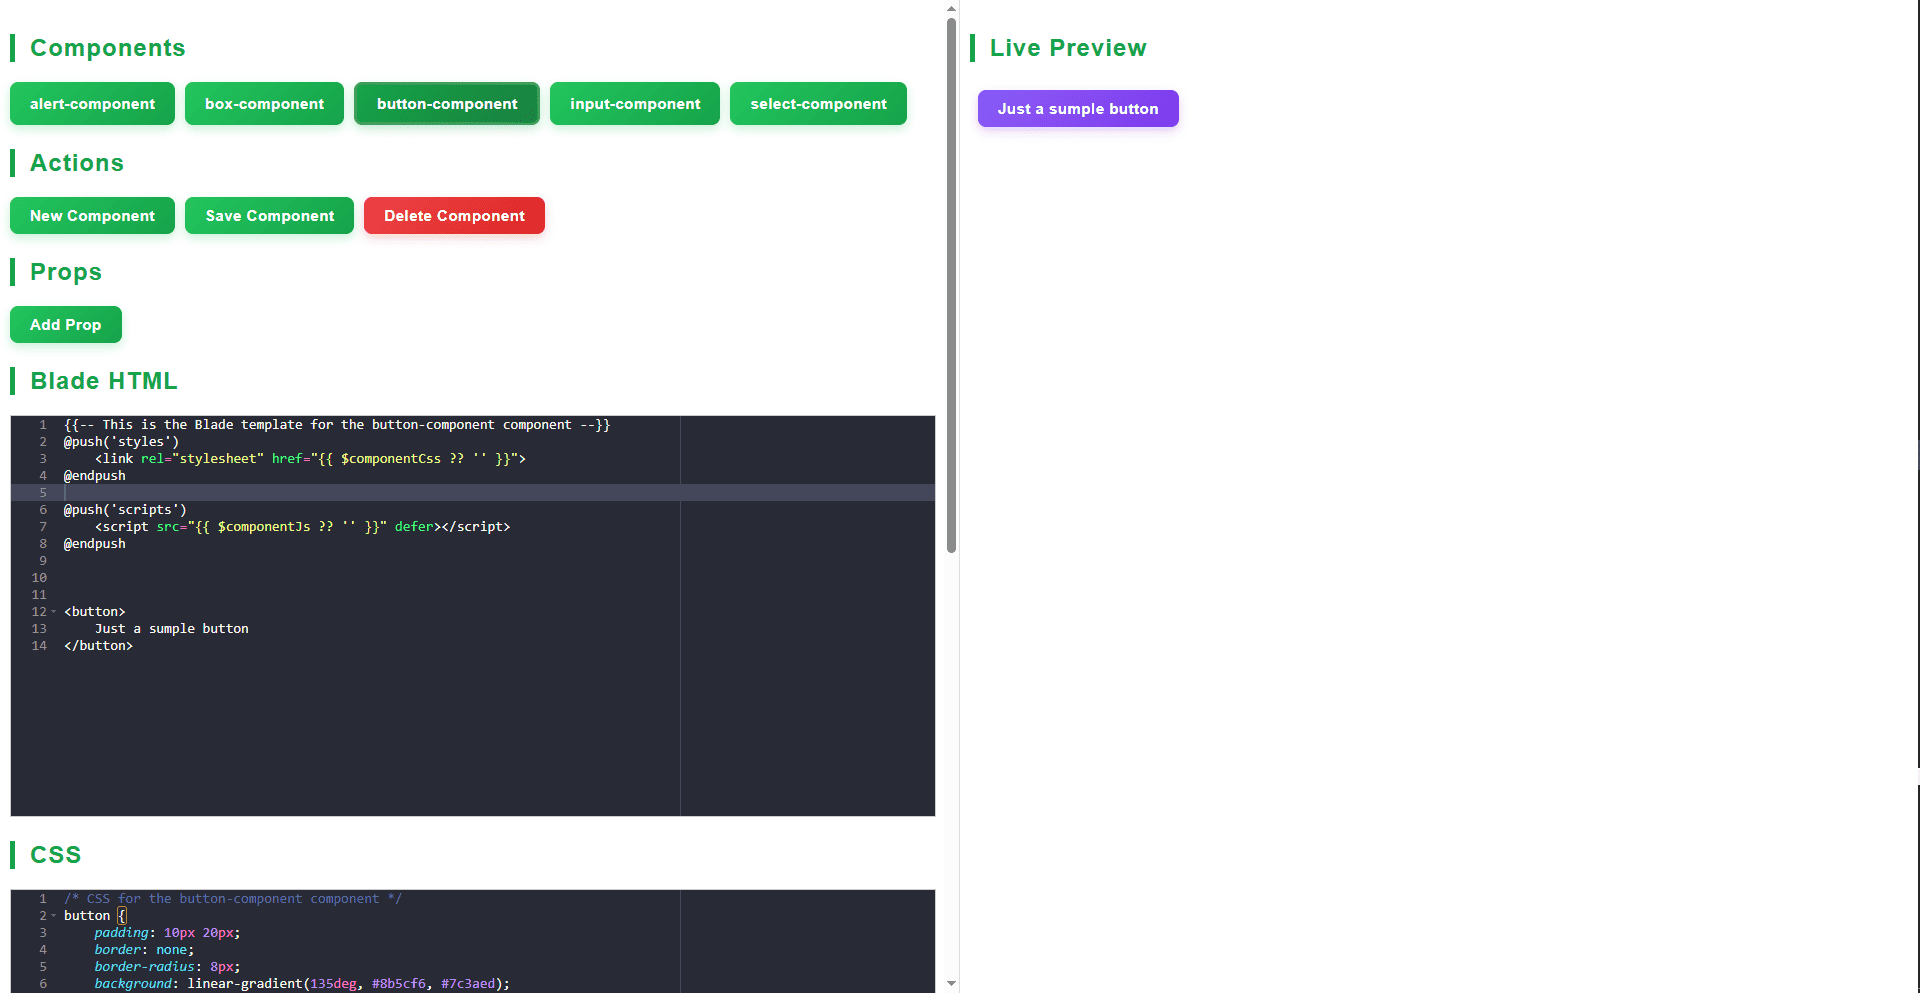 Components
alert-component
box-component
button-component
input-component
select-component
Actions
New Component
Save Component
Delete Component
Props
Add Prop
Blade HTML
1 {{-- This is the Blade template for the button-component component --}}
2 @push('styles')
3     <link rel="stylesheet" href="{{ $componentCss ?? '' }}">
4 @endpush
5
6 @push('scripts')
7     <script src="{{ $componentJs ?? '' }}" defer></script>
8 @endpush
9
10
11
12 <button>
13     Just a sumple button
14 </button>
CSS
1 /* CSS for the button-component component */
2 button {
3     padding: 10px 20px;
4     border: none;
5     border-radius: 8px;
6     background: linear-gradient(135deg, #8b5cf6, #7c3aed);
Live Preview
Just a sumple button